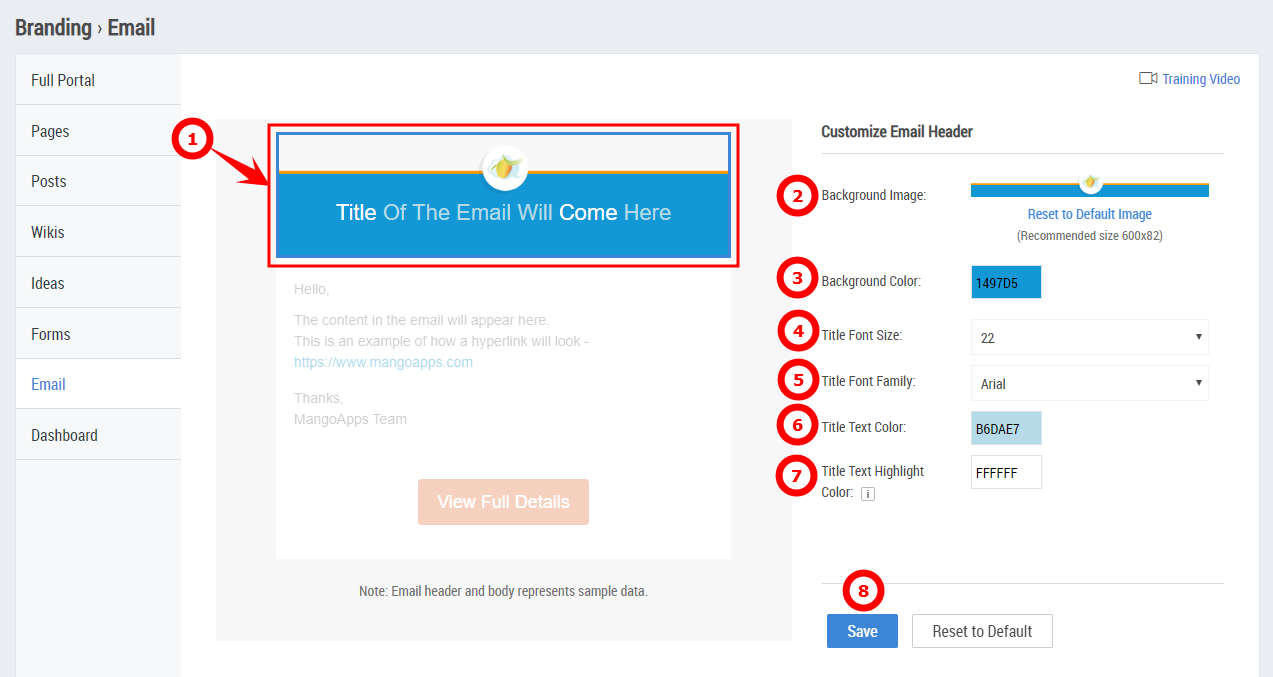 Branding › Email
Full Portal
Pages
Posts
Wikis
Ideas
Forms
Email
Dashboard
Training Video
1
Title Of The Email Will Come Here
Hello,
The content in the email will appear here.
This is an example of how a hyperlink will look -
https://www.mangoapps.com
Thanks,
MangoApps Team
View Full Details
Note: Email header and body represents sample data.
Customize Email Header
2 Background Image:
Reset to Default Image
(Recommended size 600x82)
3 Background Color: 1497D5
4 Title Font Size: 22
5 Title Font Family: Arial
6 Title Text Color: B6DAE7
7 Title Text Highlight FFFFFF
Color: i
8
Save Reset to Default